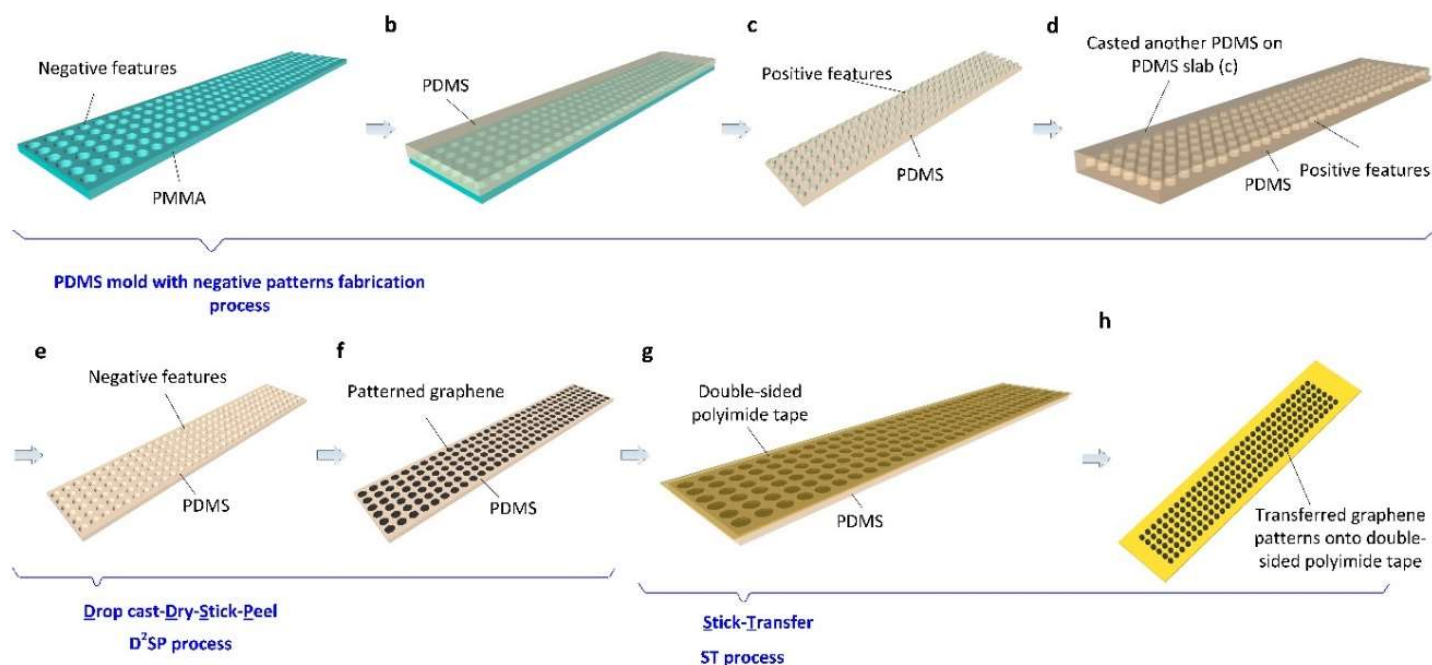 b
c
d
Negative features
PMMA
PDMS
Positive features
PDMS
Casted another PDMS on
PDMS slab (c)
PDMS
Positive features
PDMS mold with negative patterns fabrication
process
e
f
g
h
Negative features
PDMS
Patterned graphene
PDMS
Double-sided
polyimide tape
PDMS
Transferred graphene
patterns onto double-
sided polyimide tape
Drop cast-Dry-Stick-Peel
D²SP process
Stick-Transfer
ST process